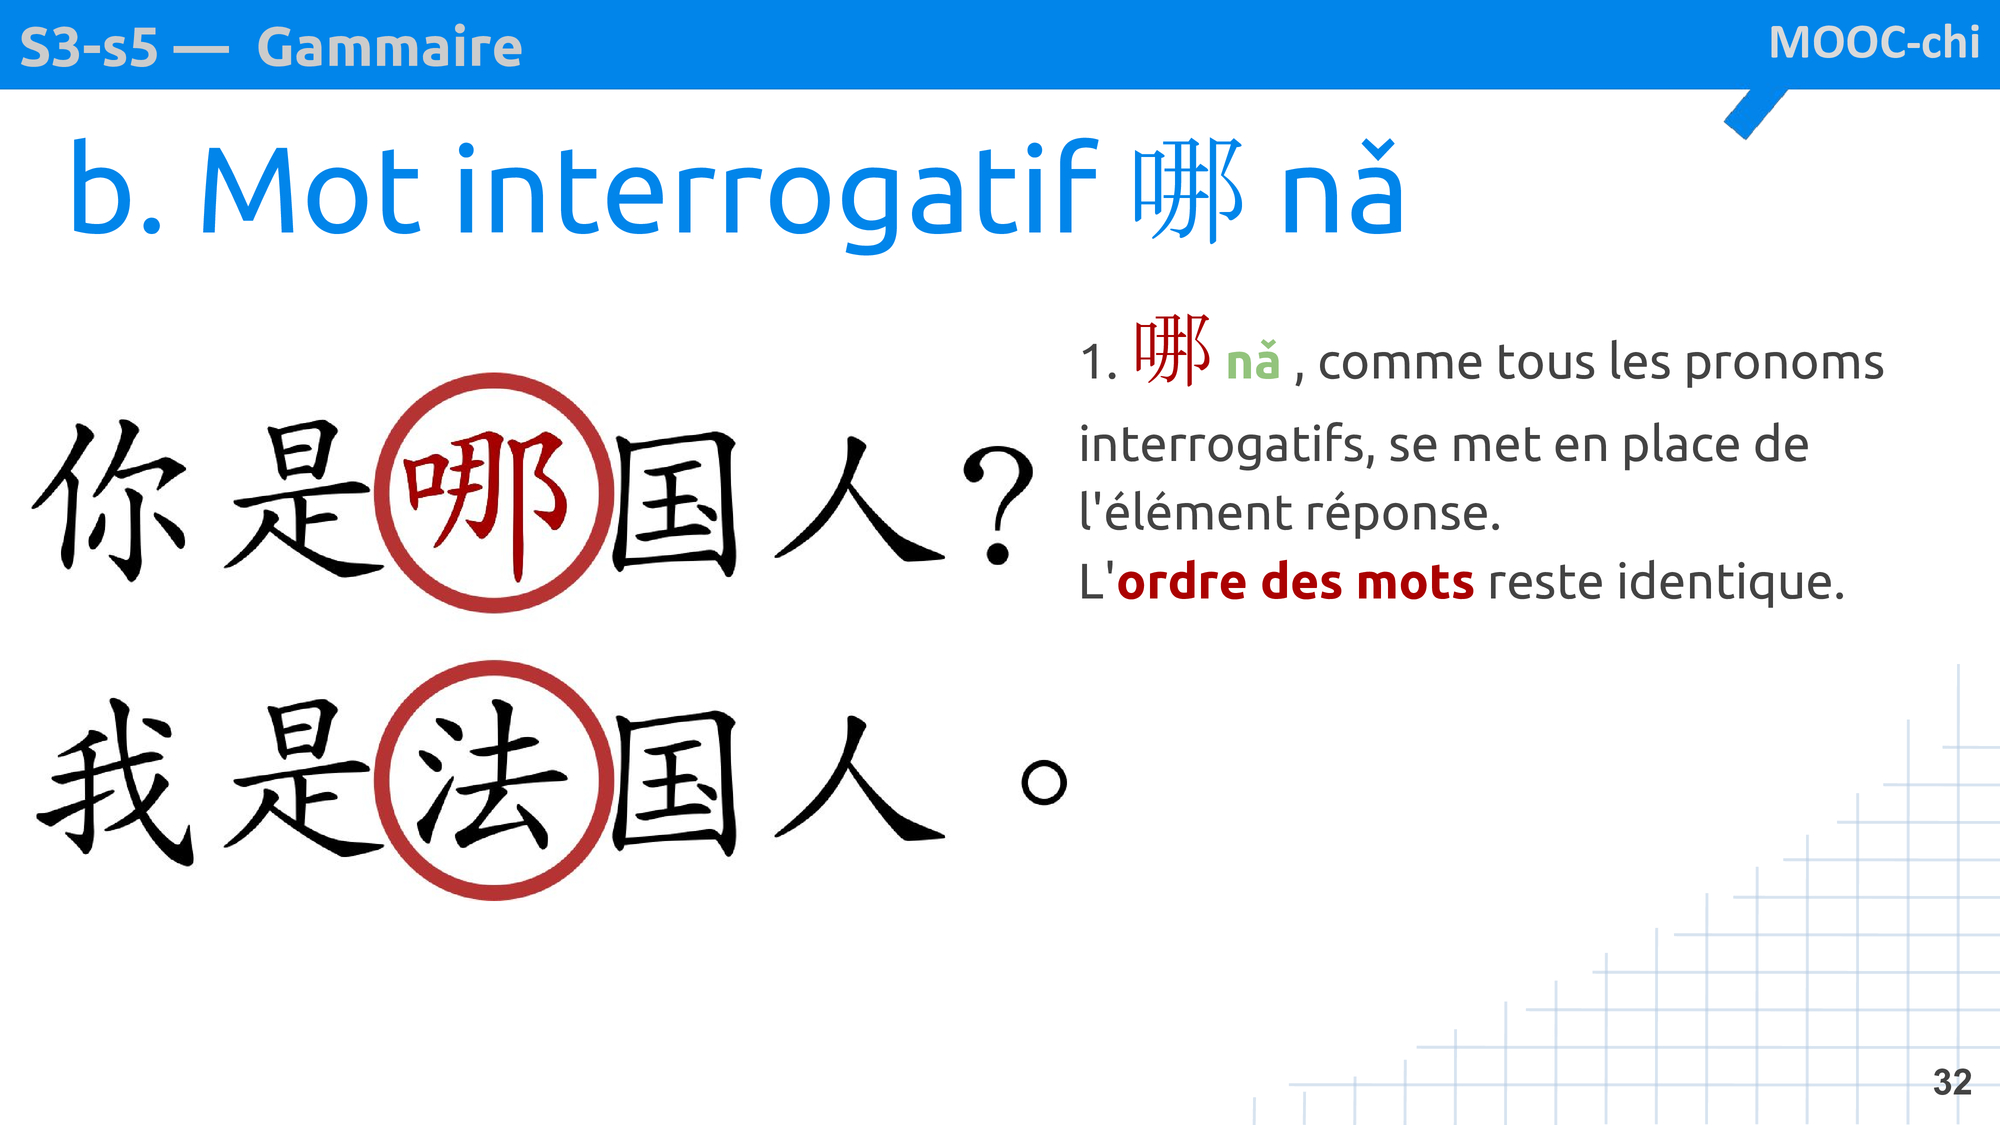 S3-s5 — Gammaire
MOOC-chi
b. Mot interrogatif 哪 nǎ
你是哪国人？
我是法国人。
1. 哪 nǎ , comme tous les pronoms
interrogatifs, se met en place de
l'élément réponse.
L'ordre des mots reste identique.
32